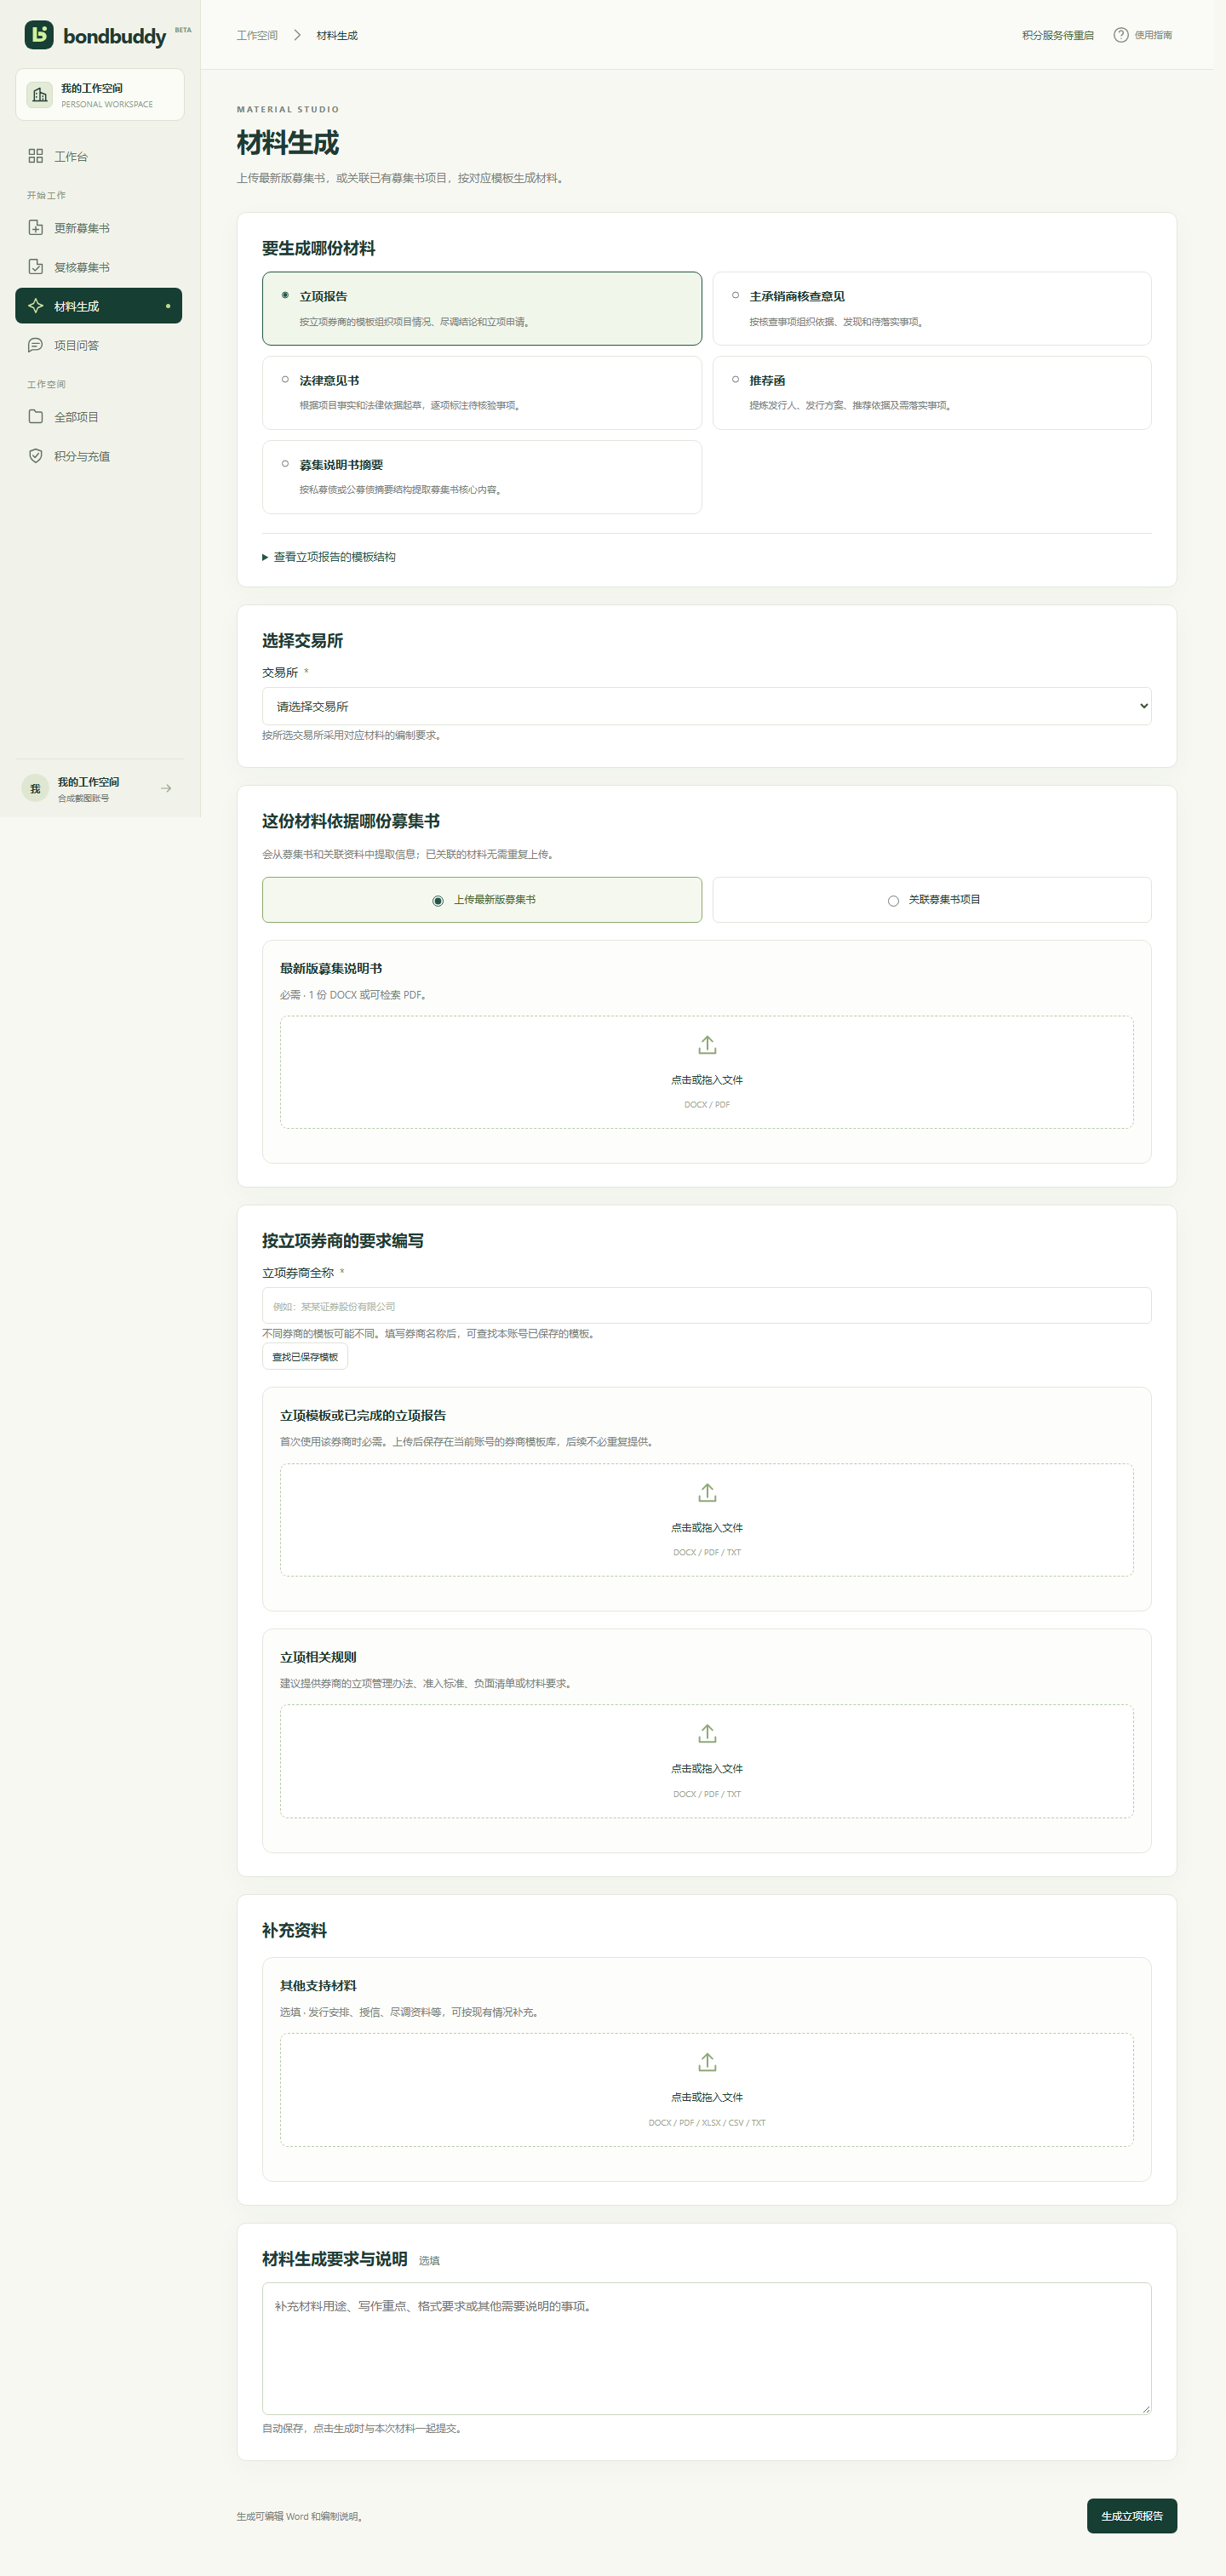 bondbuddy BETA
我的工作空间
PERSONAL WORKSPACE
工作台
开始工作
更新募集书
复核募集书
材料生成
项目问答
工作空间
全部项目
积分与充值
我
我的工作空间
合成截图账号
工作空间 材料生成
积分服务待重启
? 使用指南
MATERIAL STUDIO
材料生成
上传最新版募集书，或关联已有募集书项目，按对应模板生成材料。
要生成哪份材料
立项报告
按立项券商的模板组织项目情况、尽调结论和立项申请。
主承销商核查意见
按核查事项组织依据、发现和待落实事项。
法律意见书
根据项目事实和法律依据起草，逐项标注待核验事项。
推荐函
提炼发行人、发行方案、推荐依据及需落实事项。
募集说明书摘要
按私募债或公募债摘要结构提取募集书核心内容。
查看立项报告的模板结构
选择交易所
交易所 *
请选择交易所
按所选交易所采用对应材料的编制要求。
这份材料依据哪份募集书
会从募集书和关联资料中提取信息；已关联的材料无需重复上传。
上传最新版募集书
关联募集书项目
最新版募集说明书
必需 · 1 份 DOCX 或可检索 PDF。
点击或拖入文件
DOCX / PDF
按立项券商的要求编写
立项券商全称 *
例如：某某证券股份有限公司
不同券商的模板可能不同。填写券商名称后，可查找本账号已保存的模板。
查找已保存模板
立项模板或已完成的立项报告
首次使用该券商时必需。上传后保存在当前账号的券商模板库，后续不必重复提供。
点击或拖入文件
DOCX / PDF / TXT
立项相关规则
建议提供券商的立项管理办法、准入标准、负面清单或材料要求。
点击或拖入文件
DOCX / PDF / TXT
补充资料
其他支持材料
选填 · 发行安排、授信、尽调资料等，可按现有情况补充。
点击或拖入文件
DOCX / PDF / XLSX / CSV / TXT
材料生成要求与说明 选填
补充材料用途、写作重点、格式要求或其他需要说明的事项。
自动保存，点击生成时与本次材料一起提交。
生成可编辑 Word 和编制说明。
生成立项报告